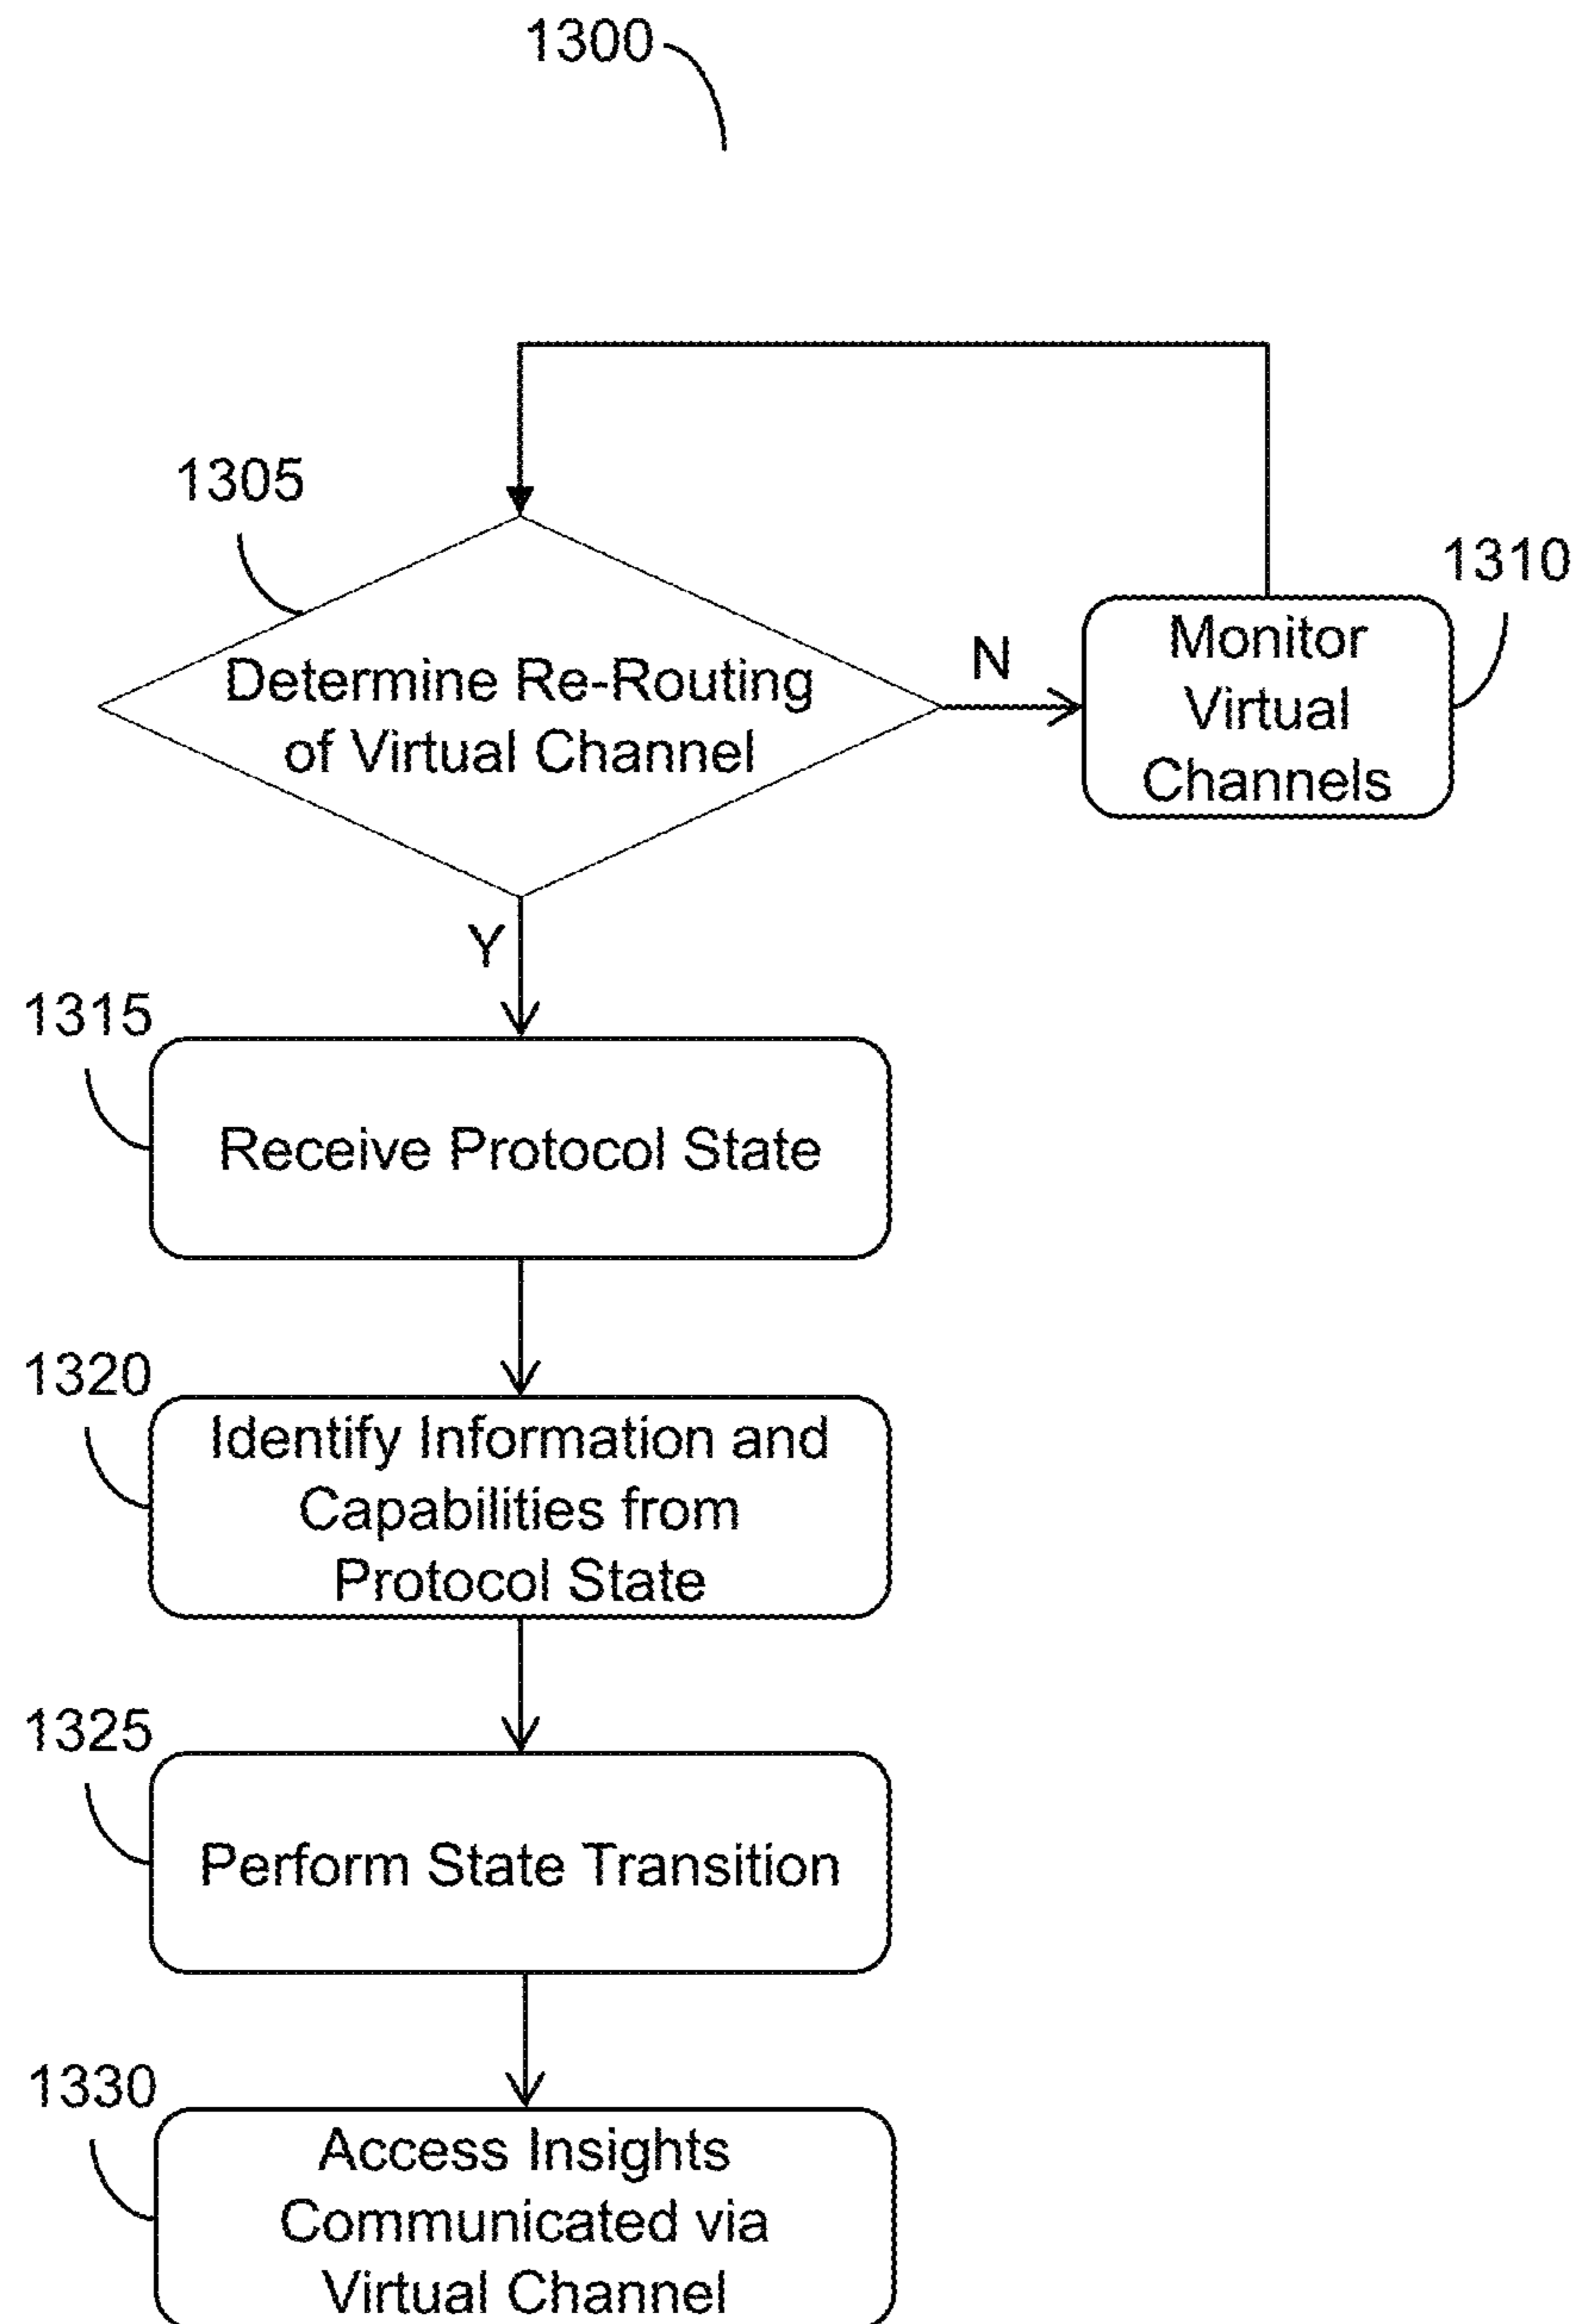 1300
1305
Determine Re-Routing
of Virtual Channel
N
1310
Monitor
Virtual
Channels
Y
1315
Receive Protocol State
1320
Identify Information and
Capabilities from
Protocol State
1325
Perform State Transition
1330
Access Insights
Communicated via
Virtual Channel